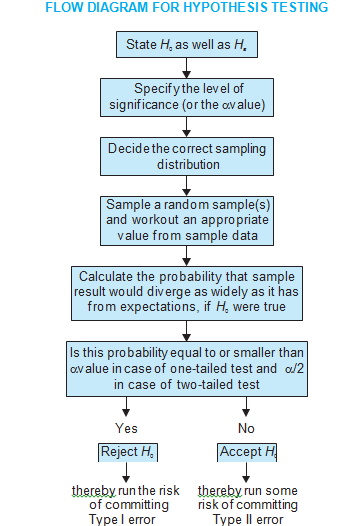 FLOW DIAGRAM FOR HYPOTHESIS TESTING
State H₀ as well as Hₐ
Specify the level of
significance (or the αvalue)
Decide the correct sampling
distribution
Sample a random sample(s)
and workout an appropriate
value from sample data
Calculate the probability that sample
result would diverge as widely as it has
from expectations, if H₀ were true
Is this probability equal to or smaller than
αvalue in case of one-tailed test and α/2
in case of two-tailed test
Yes
No
Reject H₀
Accept H₀
thereby run the risk
of committing
Type I error
thereby run some
risk of committing
Type II error